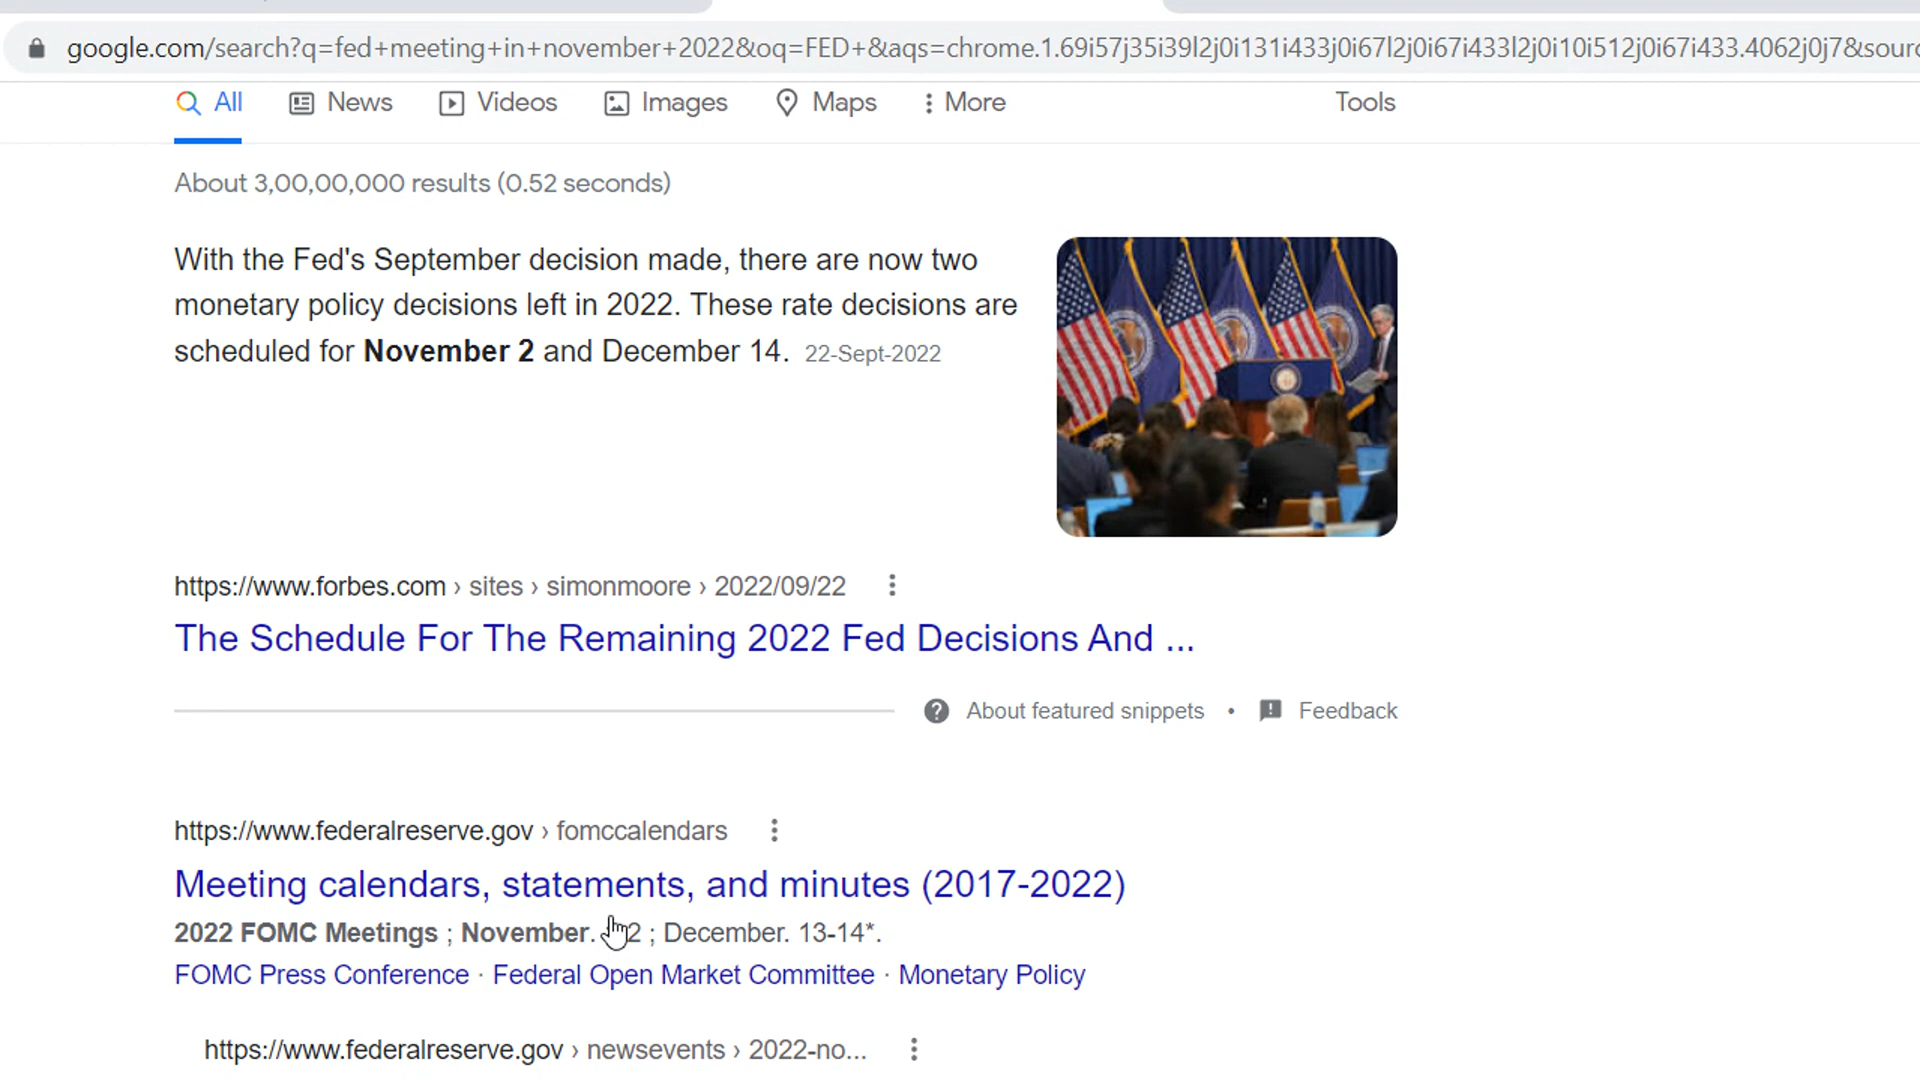 google.com/search?q=fed+meeting+in+november+2022&oq=FED+&aqs=chrome.1.69i57j35i39l2j0i131i433j0i67l2j0i67i433l2j0i10i512j0i67i433.4062j0j7&sourc
All News Videos Images Maps More Tools
About 3,00,00,000 results (0.52 seconds)
With the Fed's September decision made, there are now two
monetary policy decisions left in 2022. These rate decisions are
scheduled for November 2 and December 14. 22-Sept-2022
https://www.forbes.com › sites › simonmoore › 2022/09/22
The Schedule For The Remaining 2022 Fed Decisions And ...
About featured snippets • Feedback
https://www.federalreserve.gov › fomccalendars
Meeting calendars, statements, and minutes (2017-2022)
2022 FOMC Meetings ; November. 2 ; December. 13-14*.
FOMC Press Conference · Federal Open Market Committee · Monetary Policy
https://www.federalreserve.gov › newsevents › 2022-no...